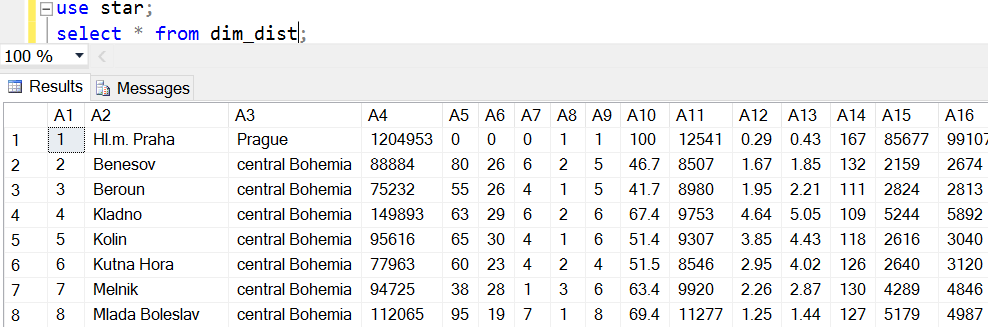 use star;
select * from dim_dist;
100 %
Results Messages
A1 A2 A3 A4 A5 A6 A7 A8 A9 A10 A11 A12 A13 A14 A15 A16
1 1 Hl.m. Praha Prague 1204953 0 0 0 1 1 100 12541 0.29 0.43 167 85677 99107
2 2 Benesov central Bohemia 88884 80 26 6 2 5 46.7 8507 1.67 1.85 132 2159 2674
3 3 Beroun central Bohemia 75232 55 26 4 1 5 41.7 8980 1.95 2.21 111 2824 2813
4 4 Kladno central Bohemia 149893 63 29 6 2 6 67.4 9753 4.64 5.05 109 5244 5892
5 5 Kolin central Bohemia 95616 65 30 4 1 6 51.4 9307 3.85 4.43 118 2616 3040
6 6 Kutna Hora central Bohemia 77963 60 23 4 2 4 51.5 8546 2.95 4.02 126 2640 3120
7 7 Melnik central Bohemia 94725 38 28 1 3 6 63.4 9920 2.26 2.87 130 4289 4846
8 8 Mlada Boleslav central Bohemia 112065 95 19 7 1 8 69.4 11277 1.25 1.44 127 5179 4987